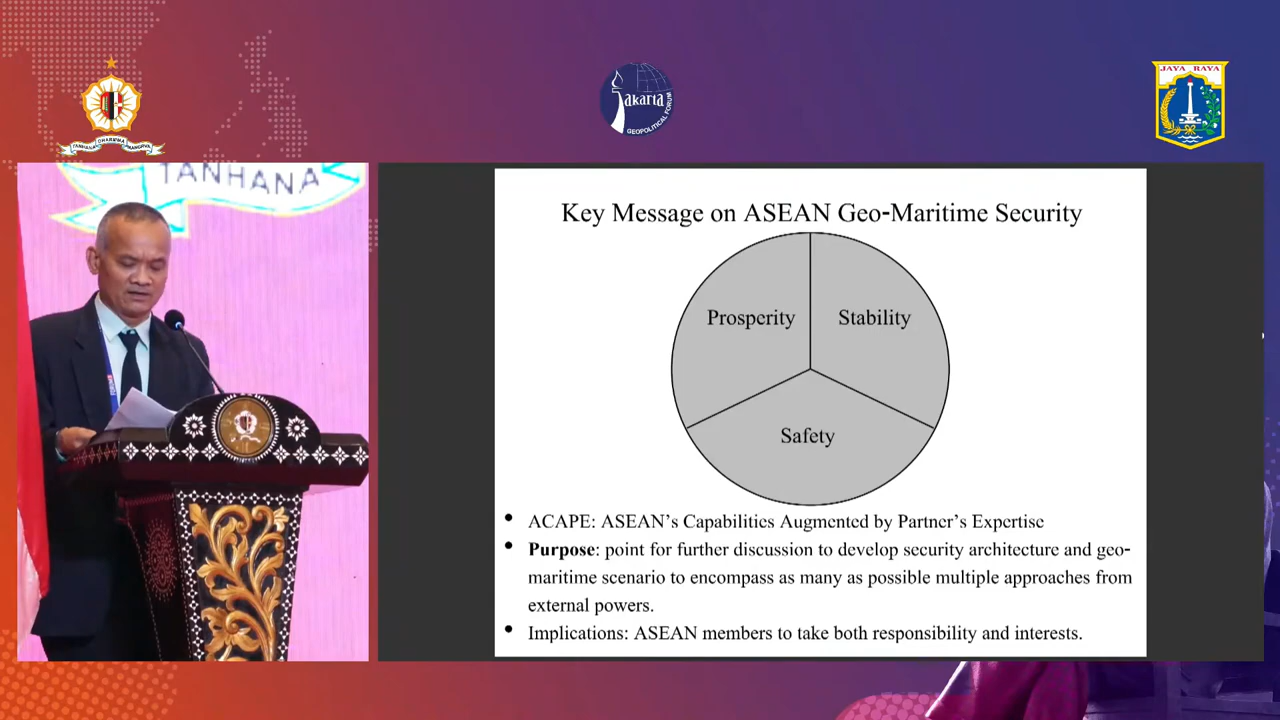 TANHANA DHARMMA MANGRVA
Jakarta
GEOPOLITICAL FORUM
JAYA RAYA
TANHANA
Key Message on ASEAN Geo-Maritime Security
Prosperity
Stability
Safety
• ACAPE: ASEAN’s Capabilities Augmented by Partner’s Expertise
• Purpose: point for further discussion to develop security architecture and geo-
maritime scenario to encompass as many as possible multiple approaches from
external powers.
• Implications: ASEAN members to take both responsibility and interests.